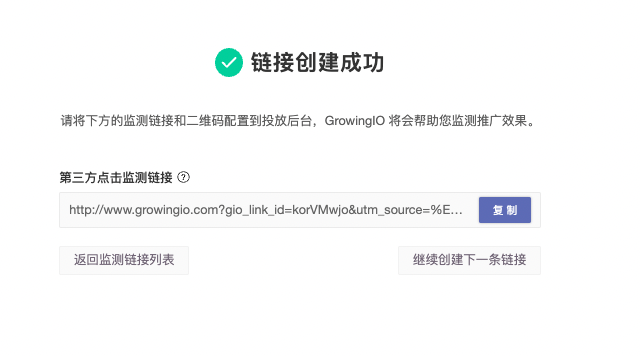 链接创建成功
请将下方的监测链接和二维码配置到投放后台，GrowingIO 将会帮助您监测推广效果。
第三方点击监测链接 ?
http://www.growingio.com?gio_link_id=korVMwjo&utm_source=%E...
复 制
返回监测链接列表
继续创建下一条链接